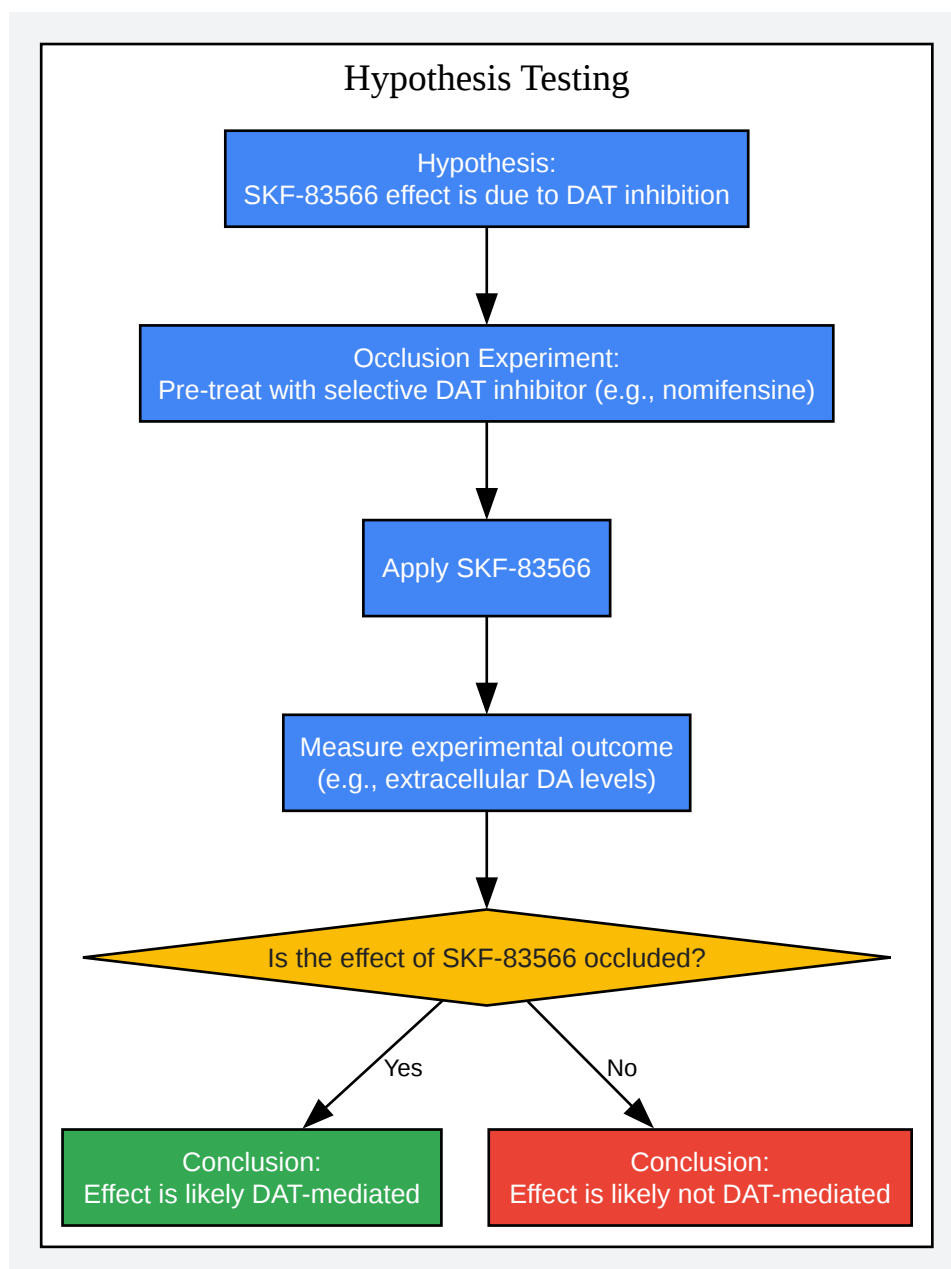 Hypothesis Testing
Hypothesis:
SKF-83566 effect is due to DAT inhibition
Occlusion Experiment:
Pre-treat with selective DAT inhibitor (e.g., nomifensine)
Apply SKF-83566
Measure experimental outcome
(e.g., extracellular DA levels)
Is the effect of SKF-83566 occluded?
Yes
No
Conclusion:
Effect is likely DAT-mediated
Conclusion:
Effect is likely not DAT-mediated